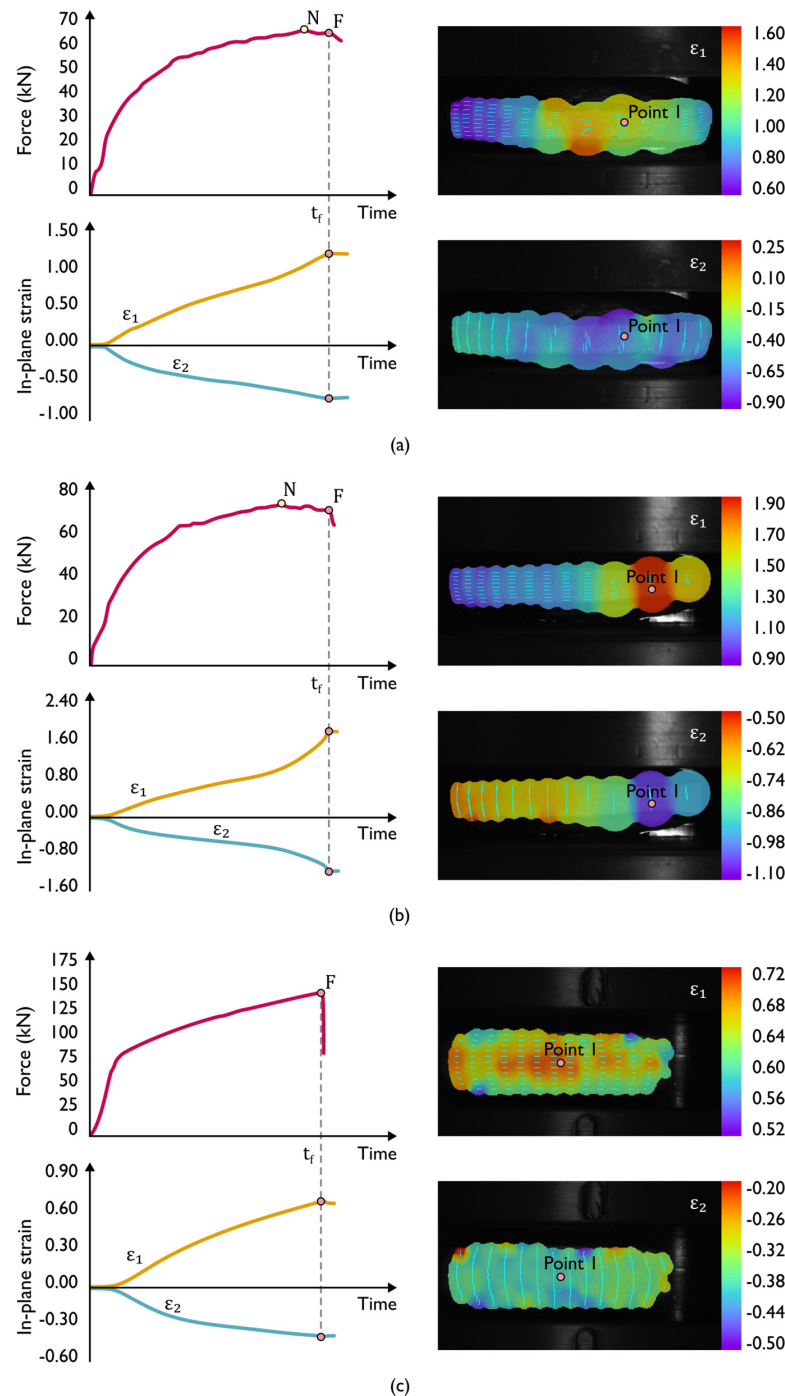 70
60
50
40
30
20
10
0
Force (kN)
N
F
Time
t_f
1.50
1.00
0.50
0.00
-0.50
-1.00
In-plane strain
ε₁
ε₂
ε₁
Point 1
1.60
1.40
1.20
1.00
0.80
0.60
ε₂
Point 1
0.25
0.10
-0.15
-0.40
-0.65
-0.90
(a)
80
60
40
20
0
Force (kN)
N
F
Time
t_f
2.40
1.60
0.80
0.00
-0.80
-1.60
In-plane strain
ε₁
ε₂
ε₁
Point 1
1.90
1.70
1.50
1.30
1.10
0.90
ε₂
Point 1
-0.50
-0.62
-0.74
-0.86
-0.98
-1.10
(b)
175
150
125
100
75
50
25
0
Force (kN)
F
Time
t_f
0.90
0.60
0.30
0.00
-0.30
-0.60
In-plane strain
ε₁
ε₂
ε₁
Point 1
0.72
0.68
0.64
0.60
0.56
0.52
ε₂
Point 1
-0.20
-0.26
-0.32
-0.38
-0.44
-0.50
(c)